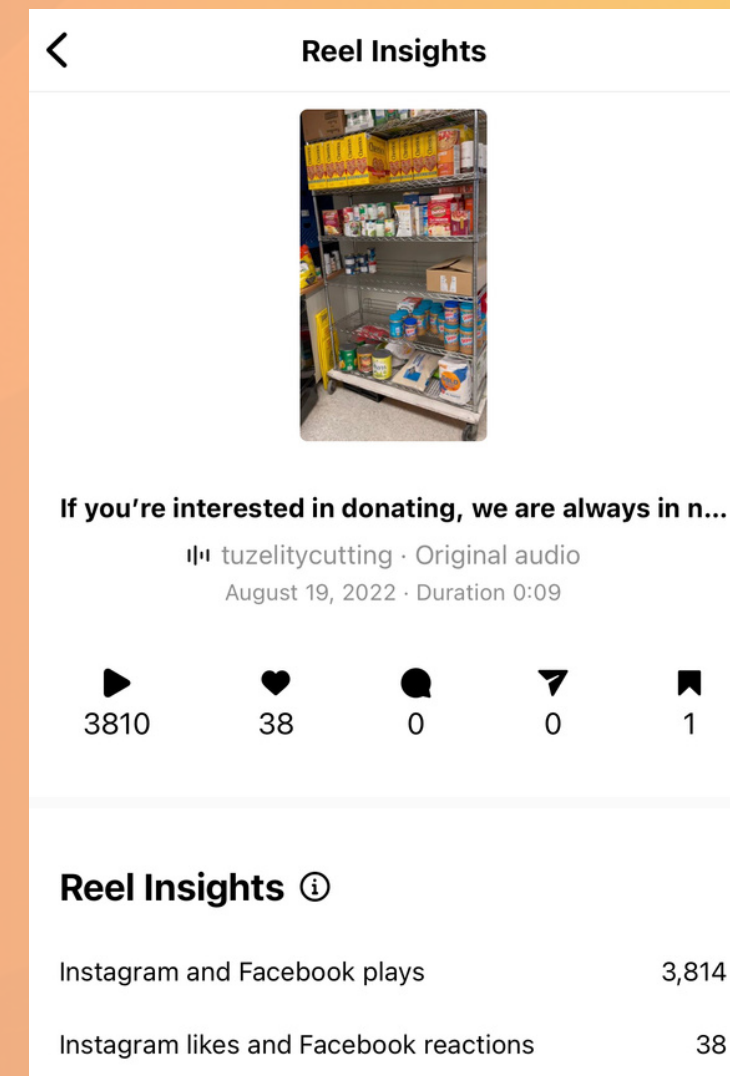 Reel Insights
If you're interested in donating, we are always in n...
tuzelitycutting · Original audio
August 19, 2022 · Duration 0:09
3810 38 0 0 1
Reel Insights
Instagram and Facebook plays 3,814
Instagram likes and Facebook reactions 38